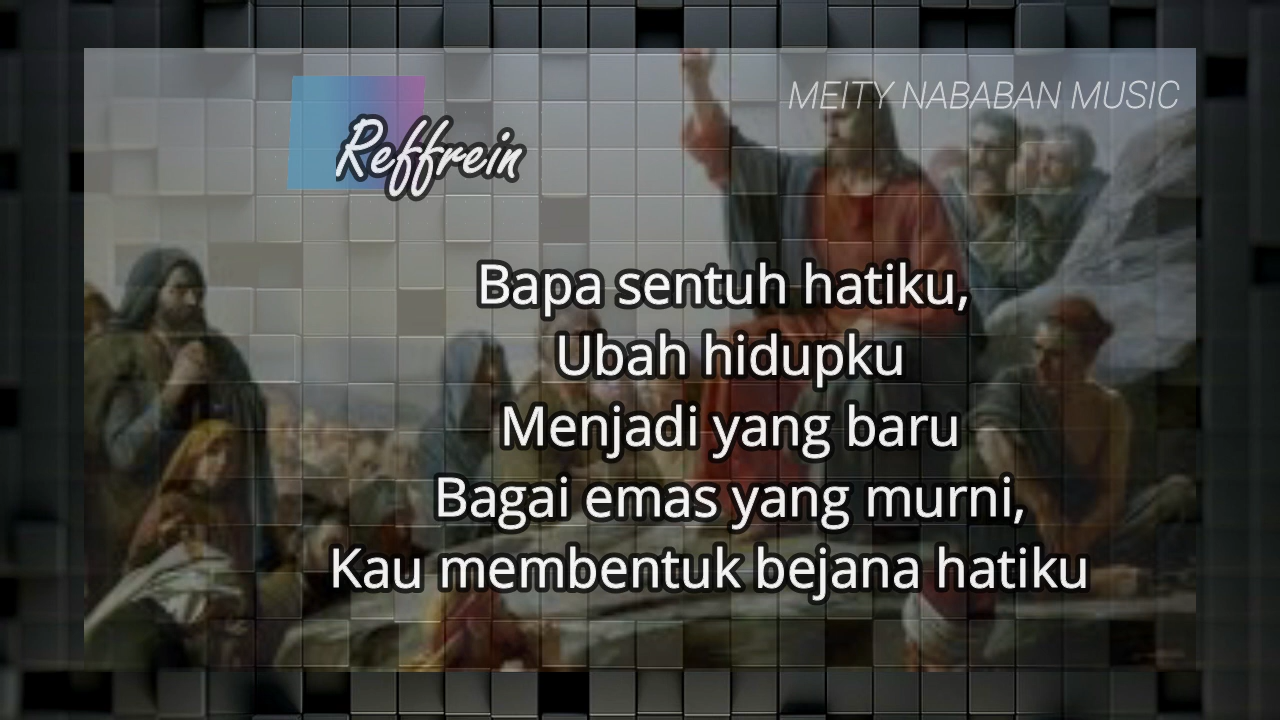 MEITY NABABAN MUSIC
Reffrein
Bapa sentuh hatiku,
Ubah hidupku
Menjadi yang baru
Bagai emas yang murni,
Kau membentuk bejana hatiku